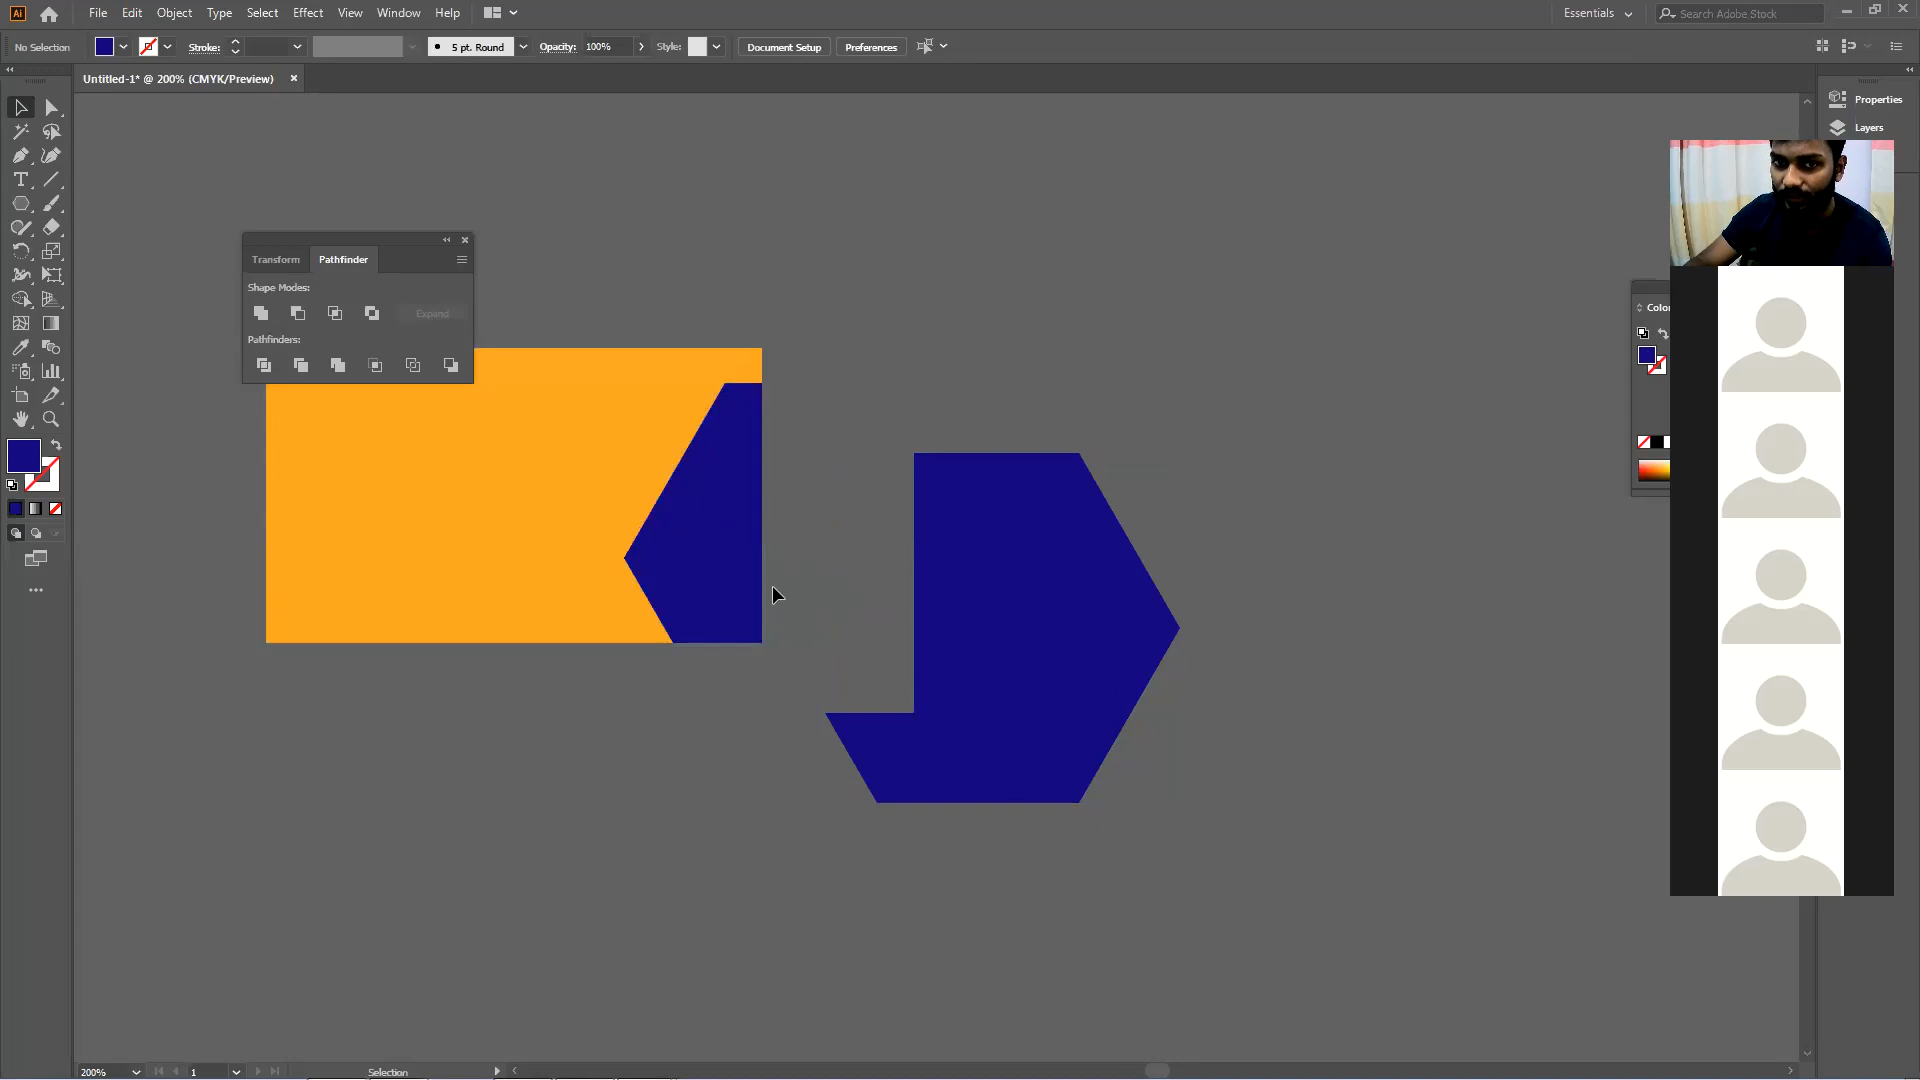 Ai File Edit Object Type Select Effect View Window Help Essentials Search Adobe Stock
No Selection Stroke: 5 pt. Round Opacity: 100% Style: Document Setup Preferences
Untitled-1* @ 200% (CMYK/Preview)
Properties
Layers
Transform Pathfinder
Shape Modes:
Expand
Pathfinders:
Color
200% 1 Selection